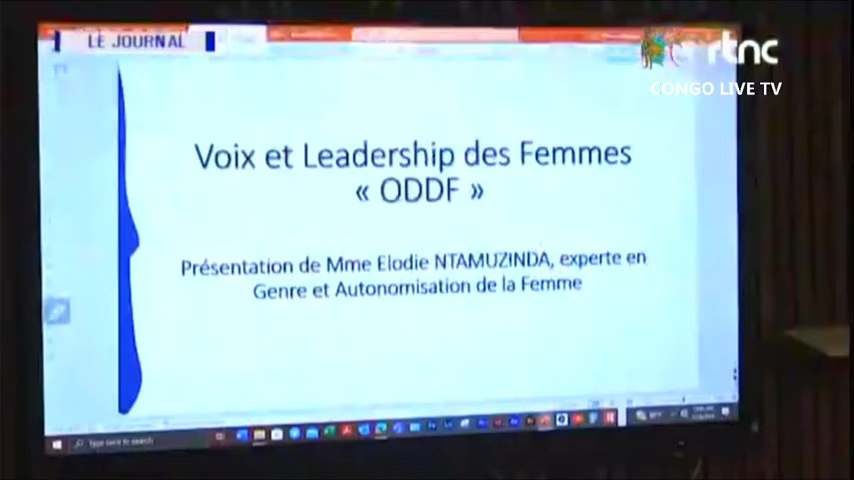 LE JOURNAL
rtnc
CONGO LIVE TV
Voix et Leadership des Femmes
« ODDF »
Présentation de Mme Elodie NTAMUZINDA, experte en
Genre et Autonomisation de la Femme
Type here to search